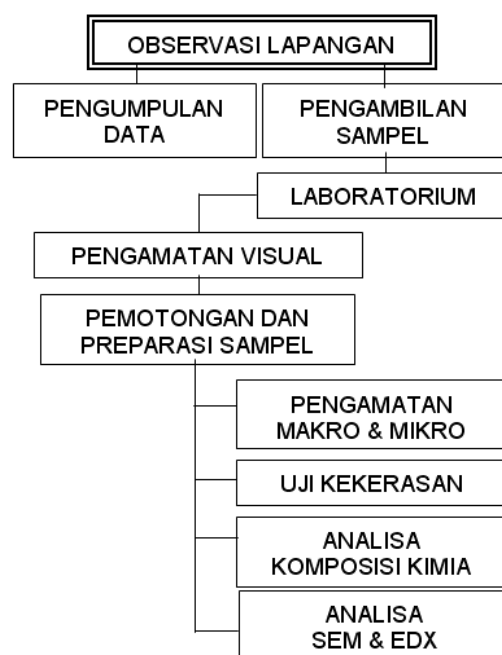 OBSERVASI LAPANGAN
PENGUMPULAN
DATA
PENGAMBILAN
SAMPEL
LABORATORIUM
PENGAMATAN VISUAL
PEMOTONGAN DAN
PREPARASI SAMPEL
PENGAMATAN
MAKRO & MIKRO
UJI KEKERASAN
ANALISA
KOMPOSISI KIMIA
ANALISA
SEM & EDX